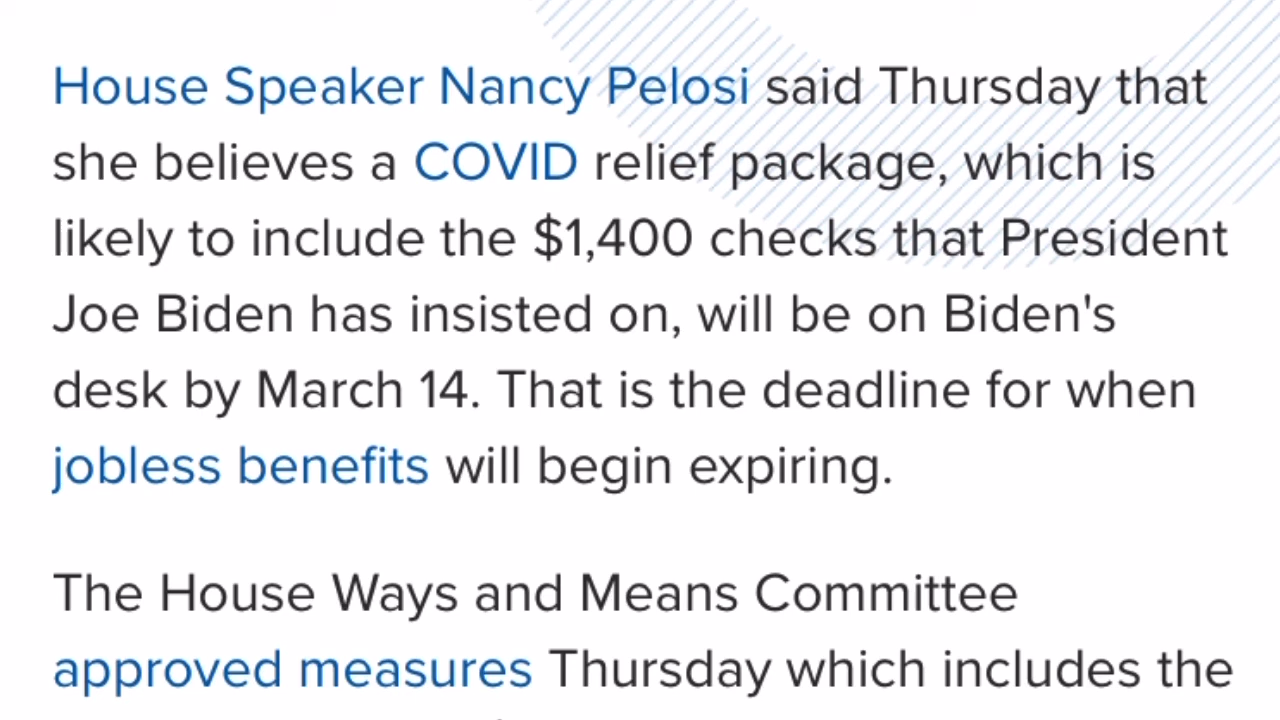 House Speaker Nancy Pelosi said Thursday that
she believes a COVID relief package, which is
likely to include the $1,400 checks that President
Joe Biden has insisted on, will be on Biden's
desk by March 14. That is the deadline for when
jobless benefits will begin expiring.
The House Ways and Means Committee
approved measures Thursday which includes the